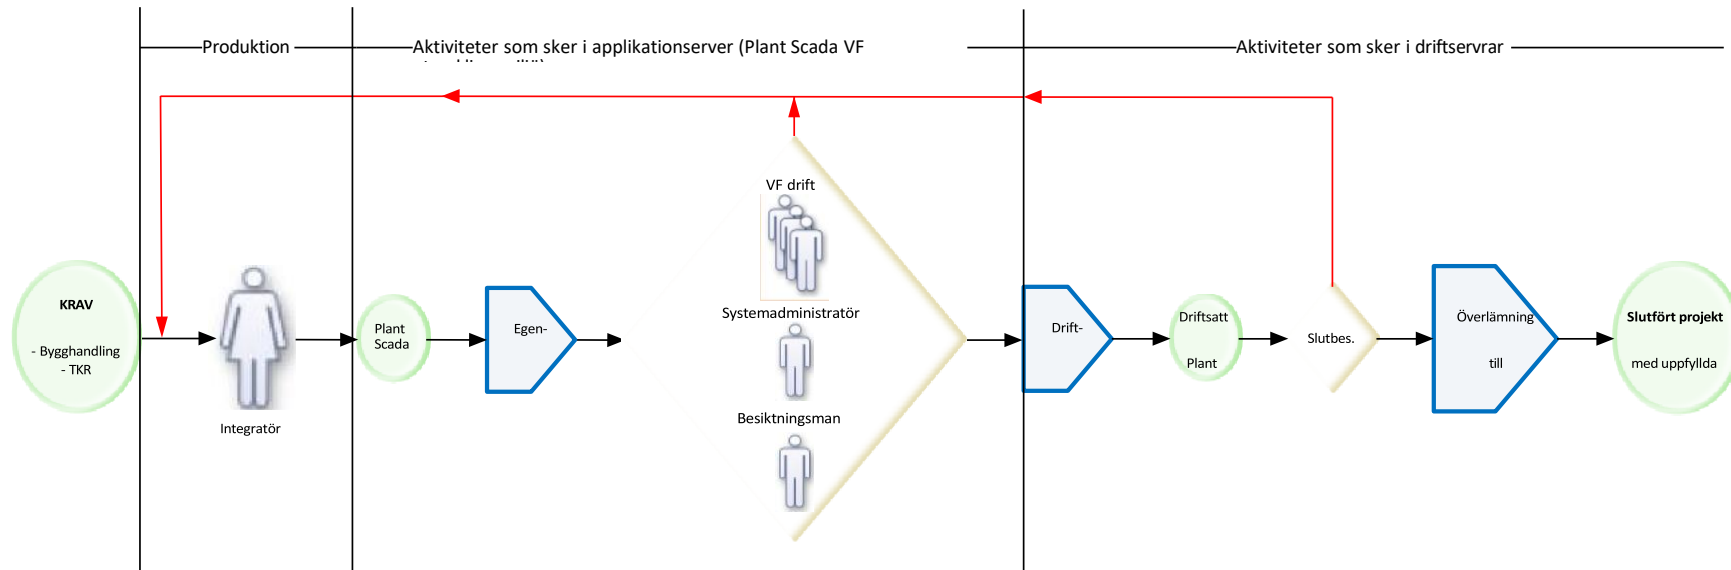 Produktion
Aktiviteter som sker i applikationserver (Plant Scada VF
Aktiviteter som sker i driftservrar
KRAV
- Bygghandling
- TKR
Integratör
Plant
Scada
Egen-
VF drift
Systemadministratör
Besiktningsman
Drift-
Driftsatt
Plant
Slutbes.
Överlämning
till
Slutfört projekt
med uppfyllda